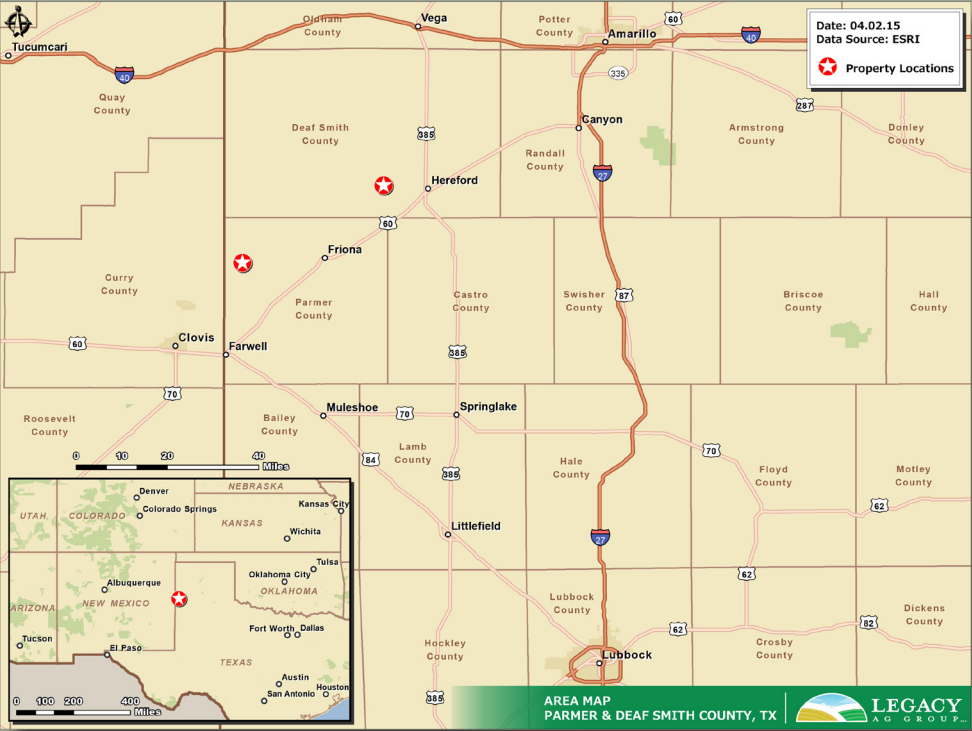 Oldham
County
Vega
Potter
County
60
Amarillo
40
Date: 04.02.15
Data Source: ESRI
Property Locations
Tucumcari
40
335
Quay
County
287
Deaf Smith
County
385
Canyon
Armstrong
County
Donley
County
Randall
County
27
Hereford
60
Friona
Curry
County
Parmer
County
Castro
County
Swisher
County
87
Briscoe
County
Hall
County
60
Clovis
Farwell
385
70
Muleshoe
70
Springlake
Roosevelt
County
Bailey
County
Lamb
County
84
385
Hale
County
70
Floyd
County
Motley
County
62
0 10 20 40
Miles
Littlefield
27
62
Lubbock
County
Dickens
County
82
62
Hockley
County
Crosby
County
Lubbock
385
NEBRASKA
Denver
Colorado Springs
Kansas City
UTAH
COLORADO
KANSAS
Wichita
Tulsa
Oklahoma City
OKLAHOMA
Albuquerque
ARIZONA
NEW MEXICO
Fort Worth
Dallas
Tucson
El Paso
TEXAS
Austin
San Antonio
Houston
0 100 200 400
Miles
AREA MAP
PARMER & DEAF SMITH COUNTY, TX
LEGACY
AG GROUP